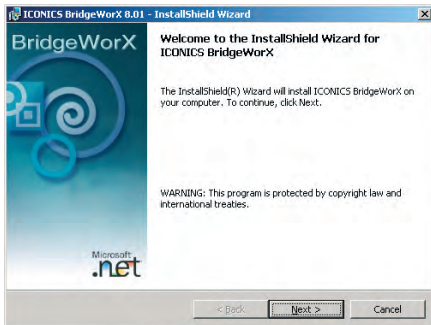 ICONICS BridgeWorX 8.01 - InstallShield Wizard
BridgeWorX
Welcome to the InstallShield Wizard for
ICONICS BridgeWorX
The InstallShield(R) Wizard will install ICONICS BridgeWorX on
your computer. To continue, click Next.
WARNING: This program is protected by copyright law and
international treaties.
Microsoft
.net
< Back
Next >
Cancel